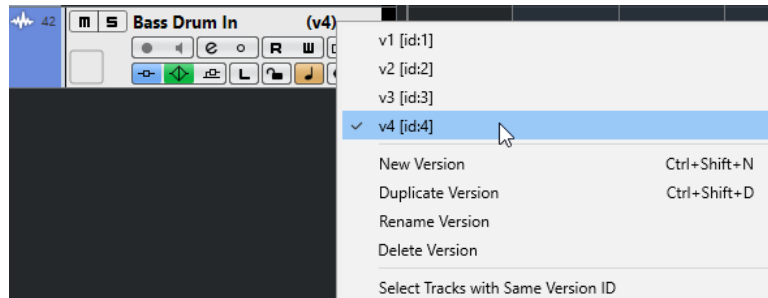 42 m S Bass Drum In (v4)
e R W
L
v1 [id:1]
v2 [id:2]
v3 [id:3]
v4 [id:4]
New Version Ctrl+Shift+N
Duplicate Version Ctrl+Shift+D
Rename Version
Delete Version
Select Tracks with Same Version ID